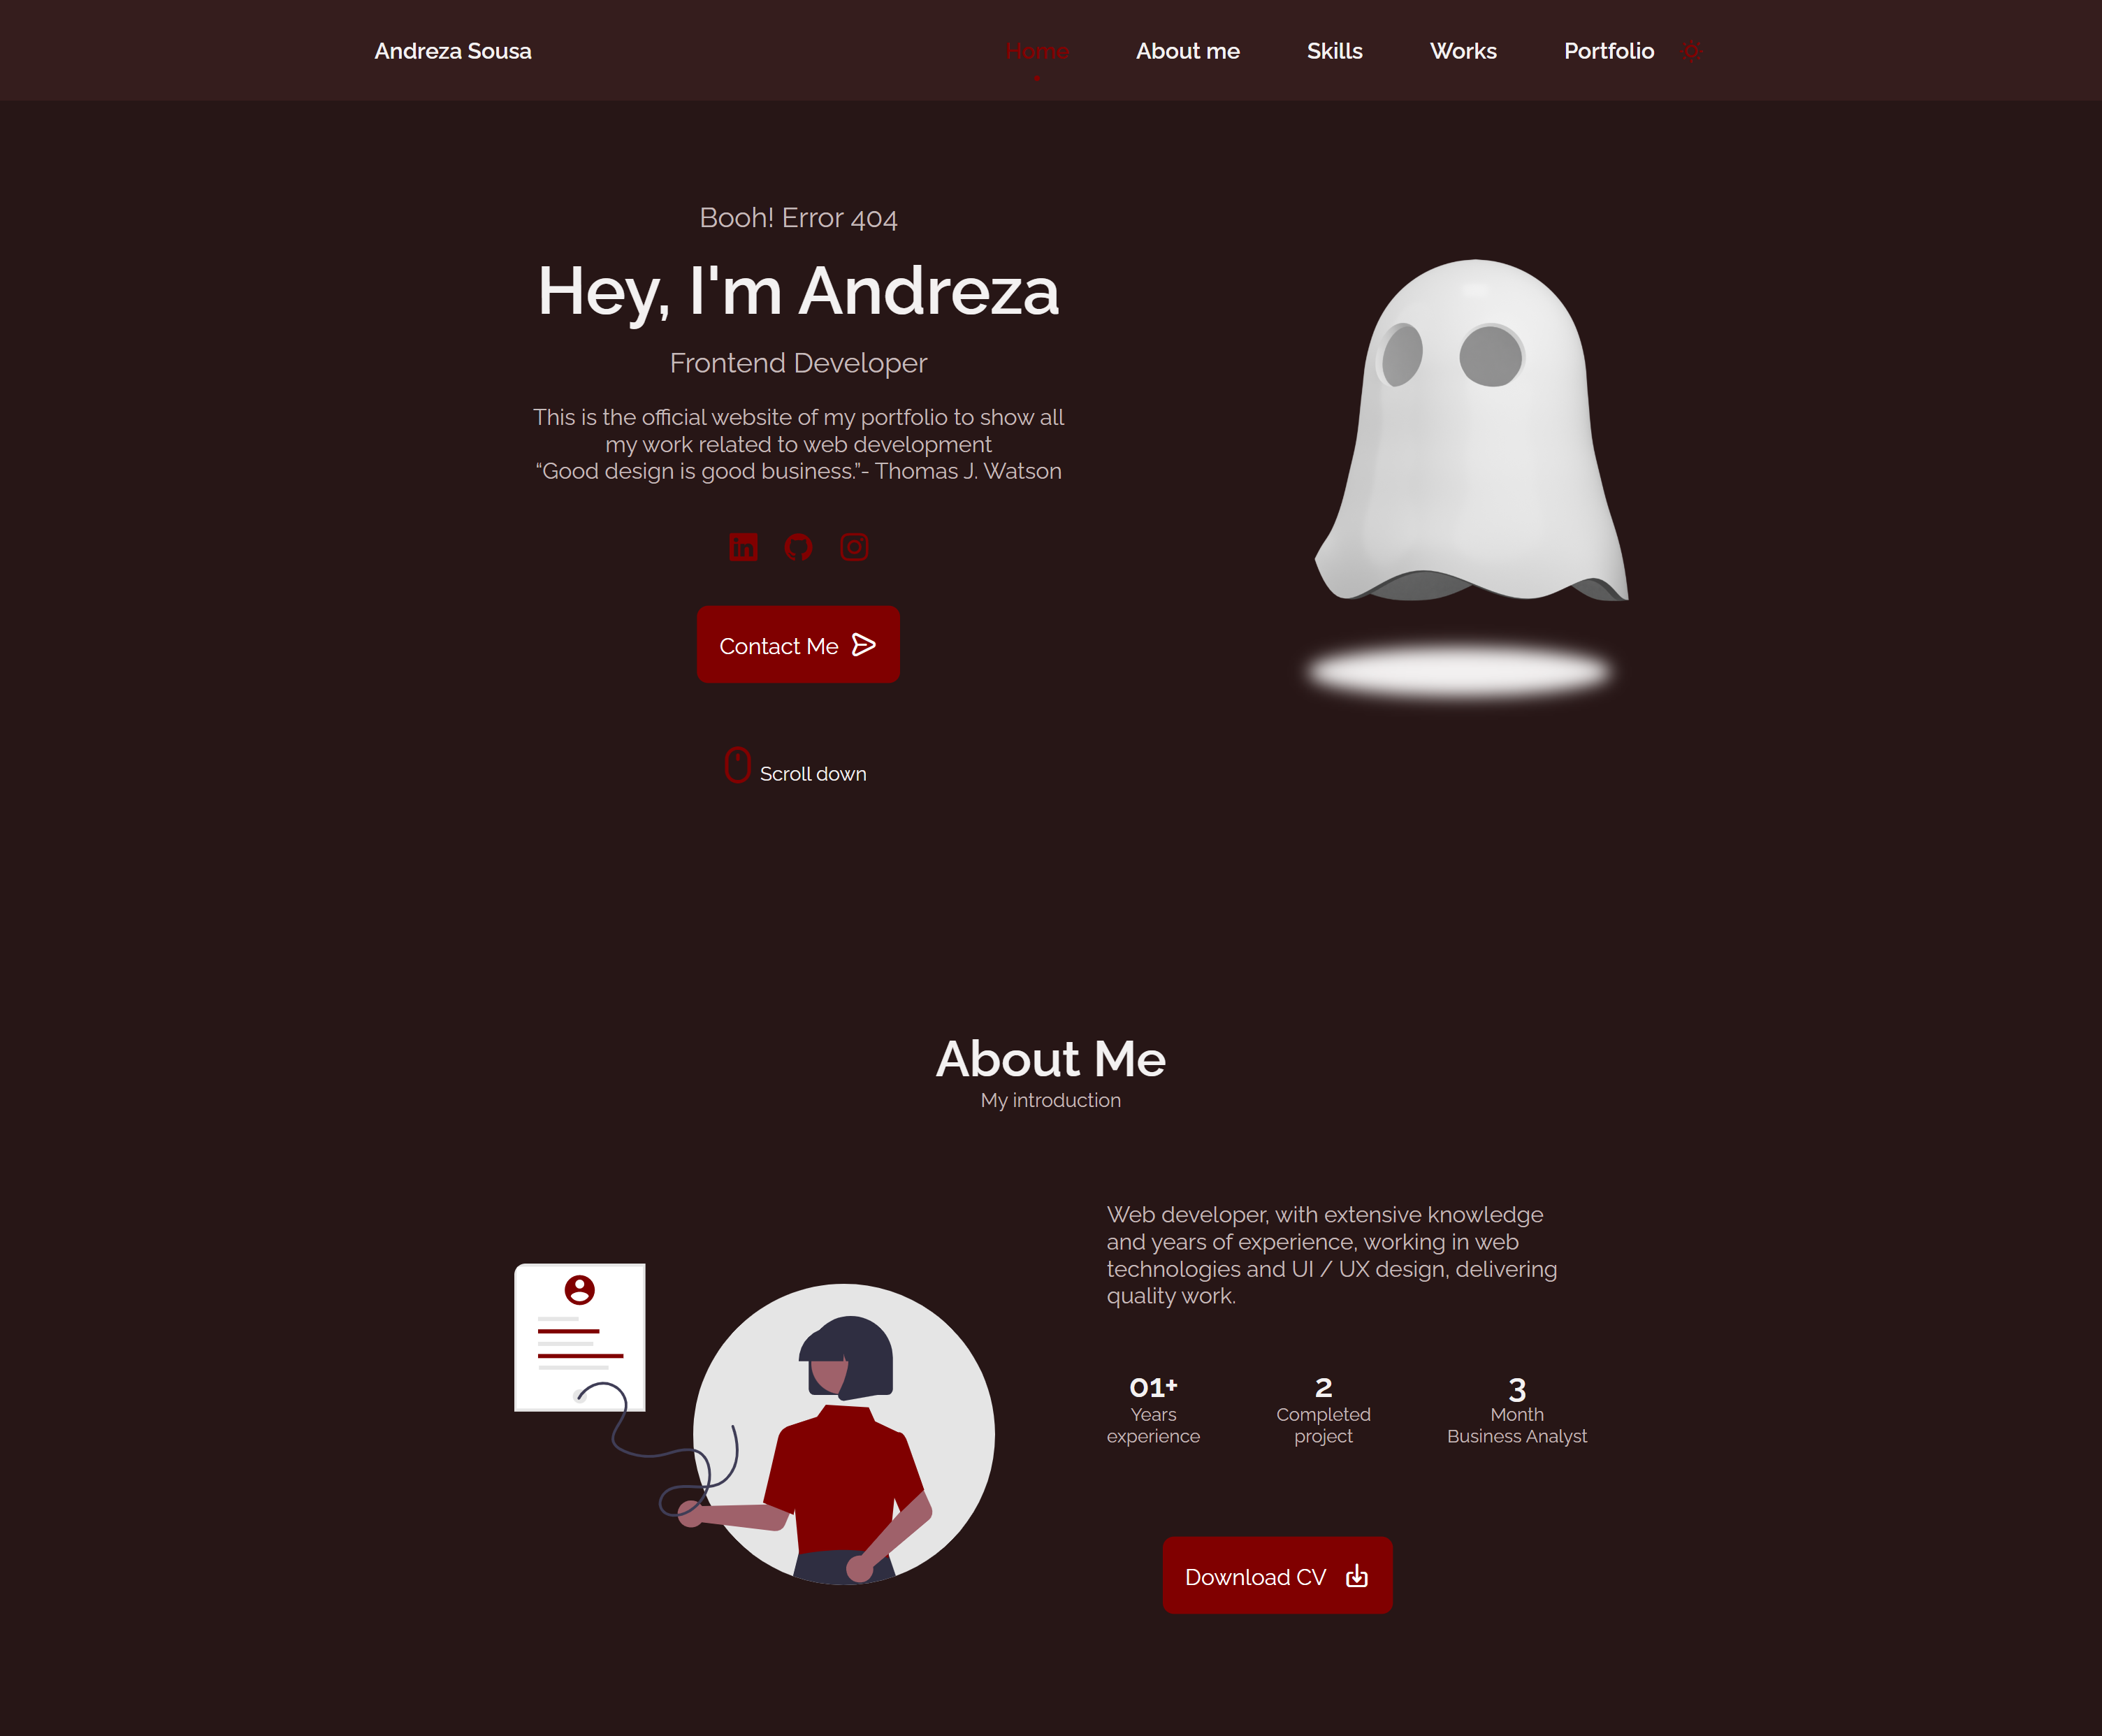 Andreza Sousa
Home
About me
Skills
Works
Portfolio
Booh! Error 404
Hey, I'm Andreza
Frontend Developer
This is the official website of my portfolio to show all
my work related to web development
“Good design is good business.”- Thomas J. Watson
Contact Me
Scroll down
About Me
My introduction
Web developer, with extensive knowledge
and years of experience, working in web
technologies and UI / UX design, delivering
quality work.
01+
Years
experience
2
Completed
project
3
Month
Business Analyst
Download CV